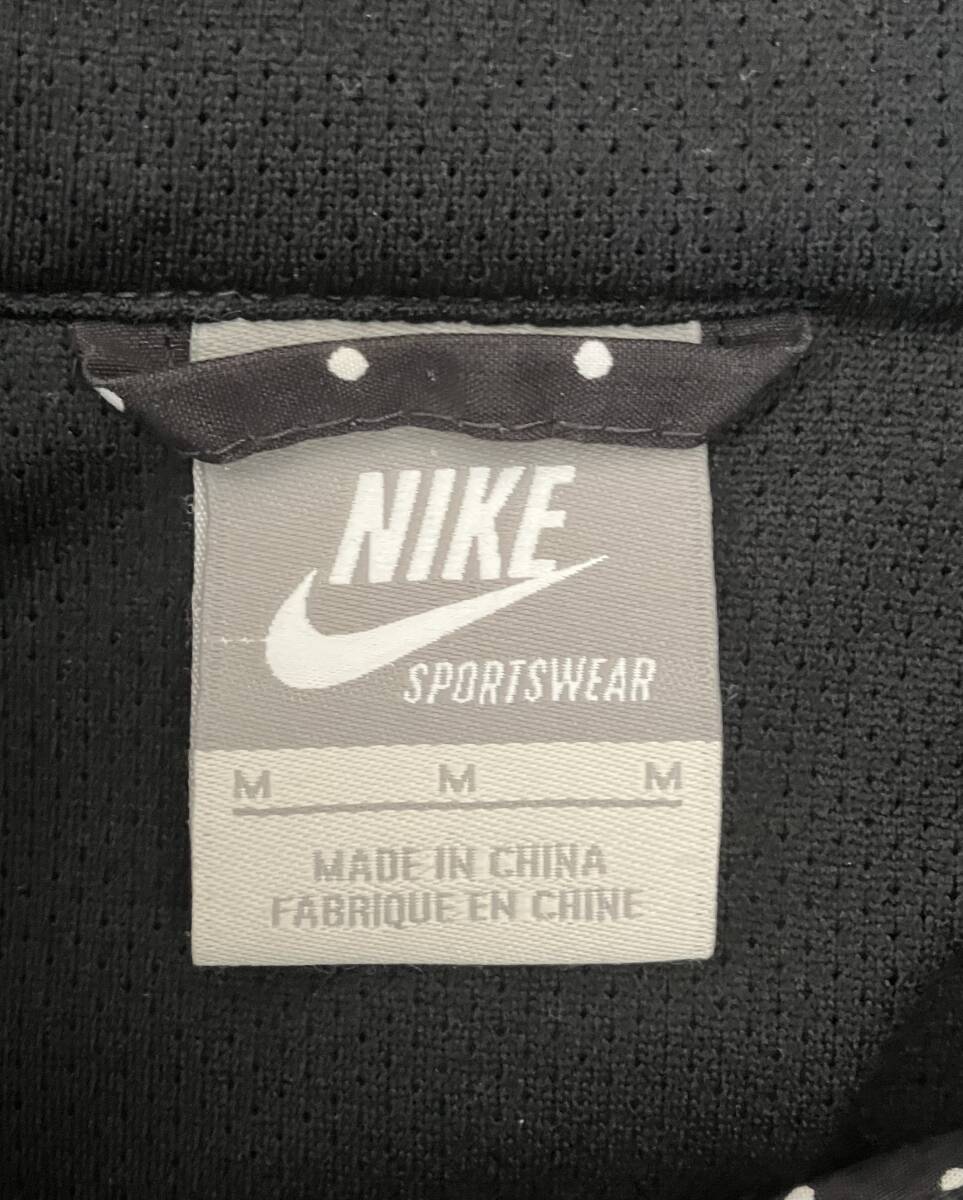 NIKE
SPORTSWEAR
M M M
MADE IN CHINA
FABRIQUE EN CHINE